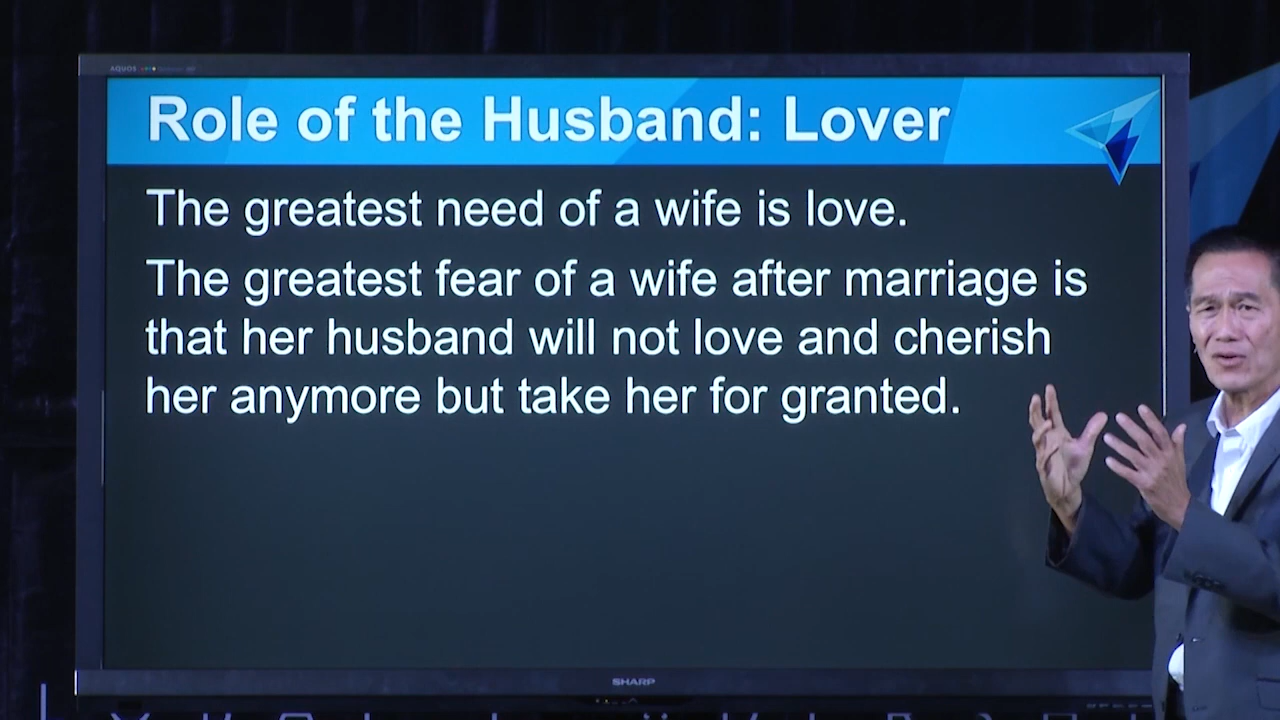 AQUOS
Role of the Husband: Lover
The greatest need of a wife is love.
The greatest fear of a wife after marriage is
that her husband will not love and cherish
her anymore but take her for granted.
SHARP